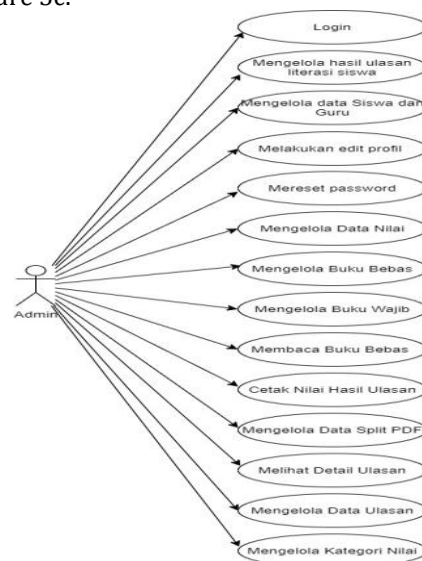 ure 3c.
Login
Mengelola hasil ulasan
literasi siswa
Mengelola data Siswa dan
Guru
Melakukan edit profil
Mereset password
Mengelola Data Nilai
Mengelola Buku Bebas
Admin
Mengelola Buku Wajib
Membaca Buku Bebas
Cetak Nilai Hasil Ulasan
Mengelola Data Split PDF
Melihat Detail Ulasan
Mengelola Data Ulasan
Mengelola Kategori Nilai